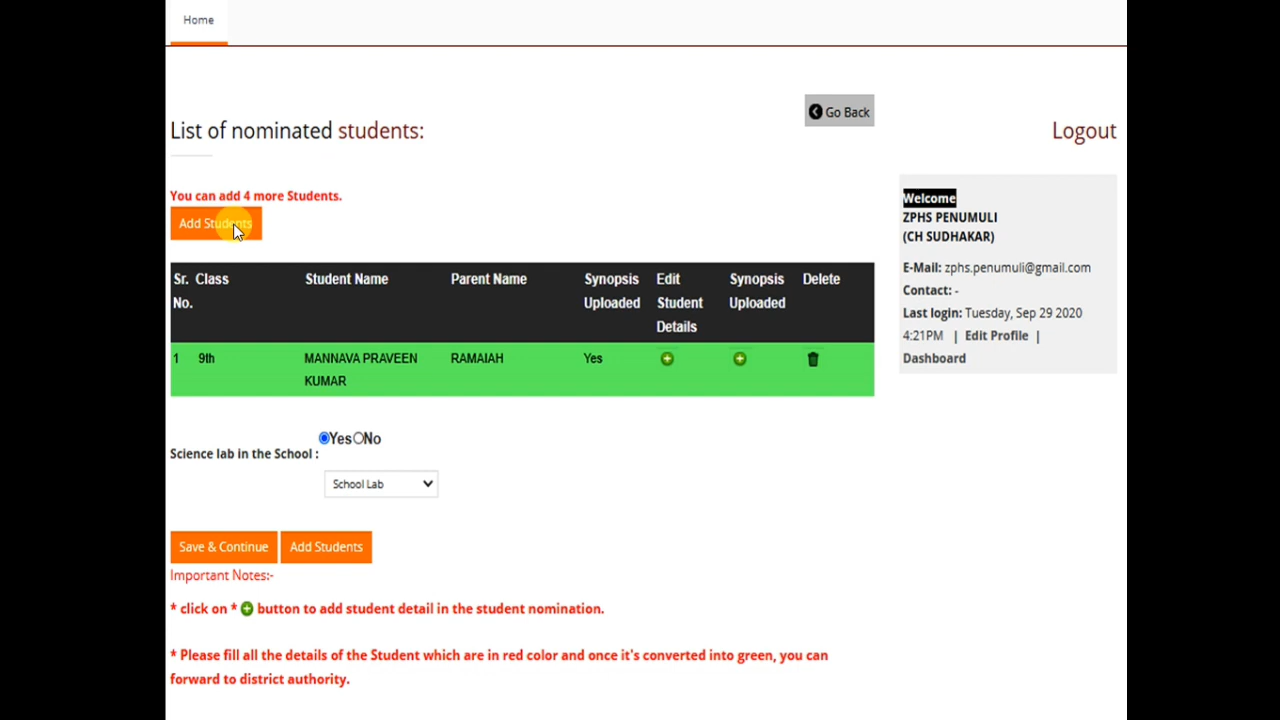 Home
Go Back
List of nominated students:
Logout
You can add 4 more Students.
Add Students
Welcome
ZPHS PENUMULI
(CH SUDHAKAR)
E-Mail: zphs.penumuli@gmail.com
Contact: -
Last login: Tuesday, Sep 29 2020
4:21PM | Edit Profile |
Dashboard
Sr. Class Student Name Parent Name Synopsis Edit Synopsis Delete
No. Uploaded Student Uploaded
Details
1 9th MANNAVA PRAVEEN RAMAIAH Yes
KUMAR
Yes No
Science lab in the School :
School Lab
Save & Continue Add Students
Important Notes:-
* click on * button to add student detail in the student nomination.
* Please fill all the details of the Student which are in red color and once it's converted into green, you can
forward to district authority.